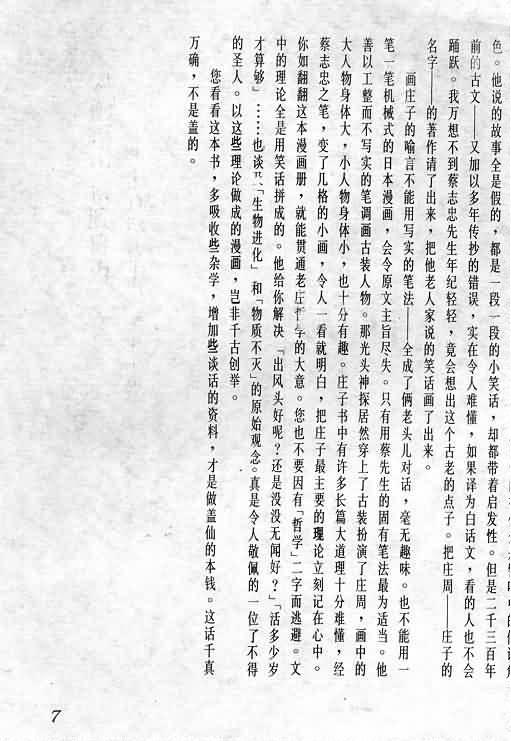 色。他说的故事全是假的，都是一段一段的小笑话，却都带着启发性。但是二千三百年
前的古文——又加以多年传抄的错误，实在令人难懂，如果译为白话文，看的人也不会
踊跃。我万想不到蔡志忠先生年纪轻轻，竟会想出这个古老的点子。把庄周——庄子的
名字——的著作请了出来，把他老人家说的笑话画了出来。
画庄子的喻言不能用写实的笔法——全成了俩老头儿对话，毫无趣味。也不能用一
笔一笔机械式的日本漫画，会令原文主旨尽失。只有用蔡先生的固有笔法最为适当。他
善以工整而不写实的笔调画古装人物。那光头神探居然穿上了古装扮演了庄周，画中的
大人物身体大，小人物身体小，也十分有趣。庄子书中有许多长篇大道理十分难懂，经
蔡志忠之笔，变了几格的小画，令人一看就明白，把庄子最主要的理论立刻记在心中。
你如翻翻这本漫画册，就能贯通老庄哲学的大意。您也不要因有「哲学」二字而逃避。文
中的理论全是用笑话拼成的。他给你解决「出风头好呢？还是没没无闻好？」「活多少岁
才算够」……也谈及「生物进化」和「物质不灭」的原始观念。真是令人敬佩的一位了不得
的圣人。以这些理论做成的漫画，岂非千古创举。
您看看这本书，多吸收些杂学，增加些谈话的资料，才是做盖仙的本钱。这话千真
万确，不是盖的。
7